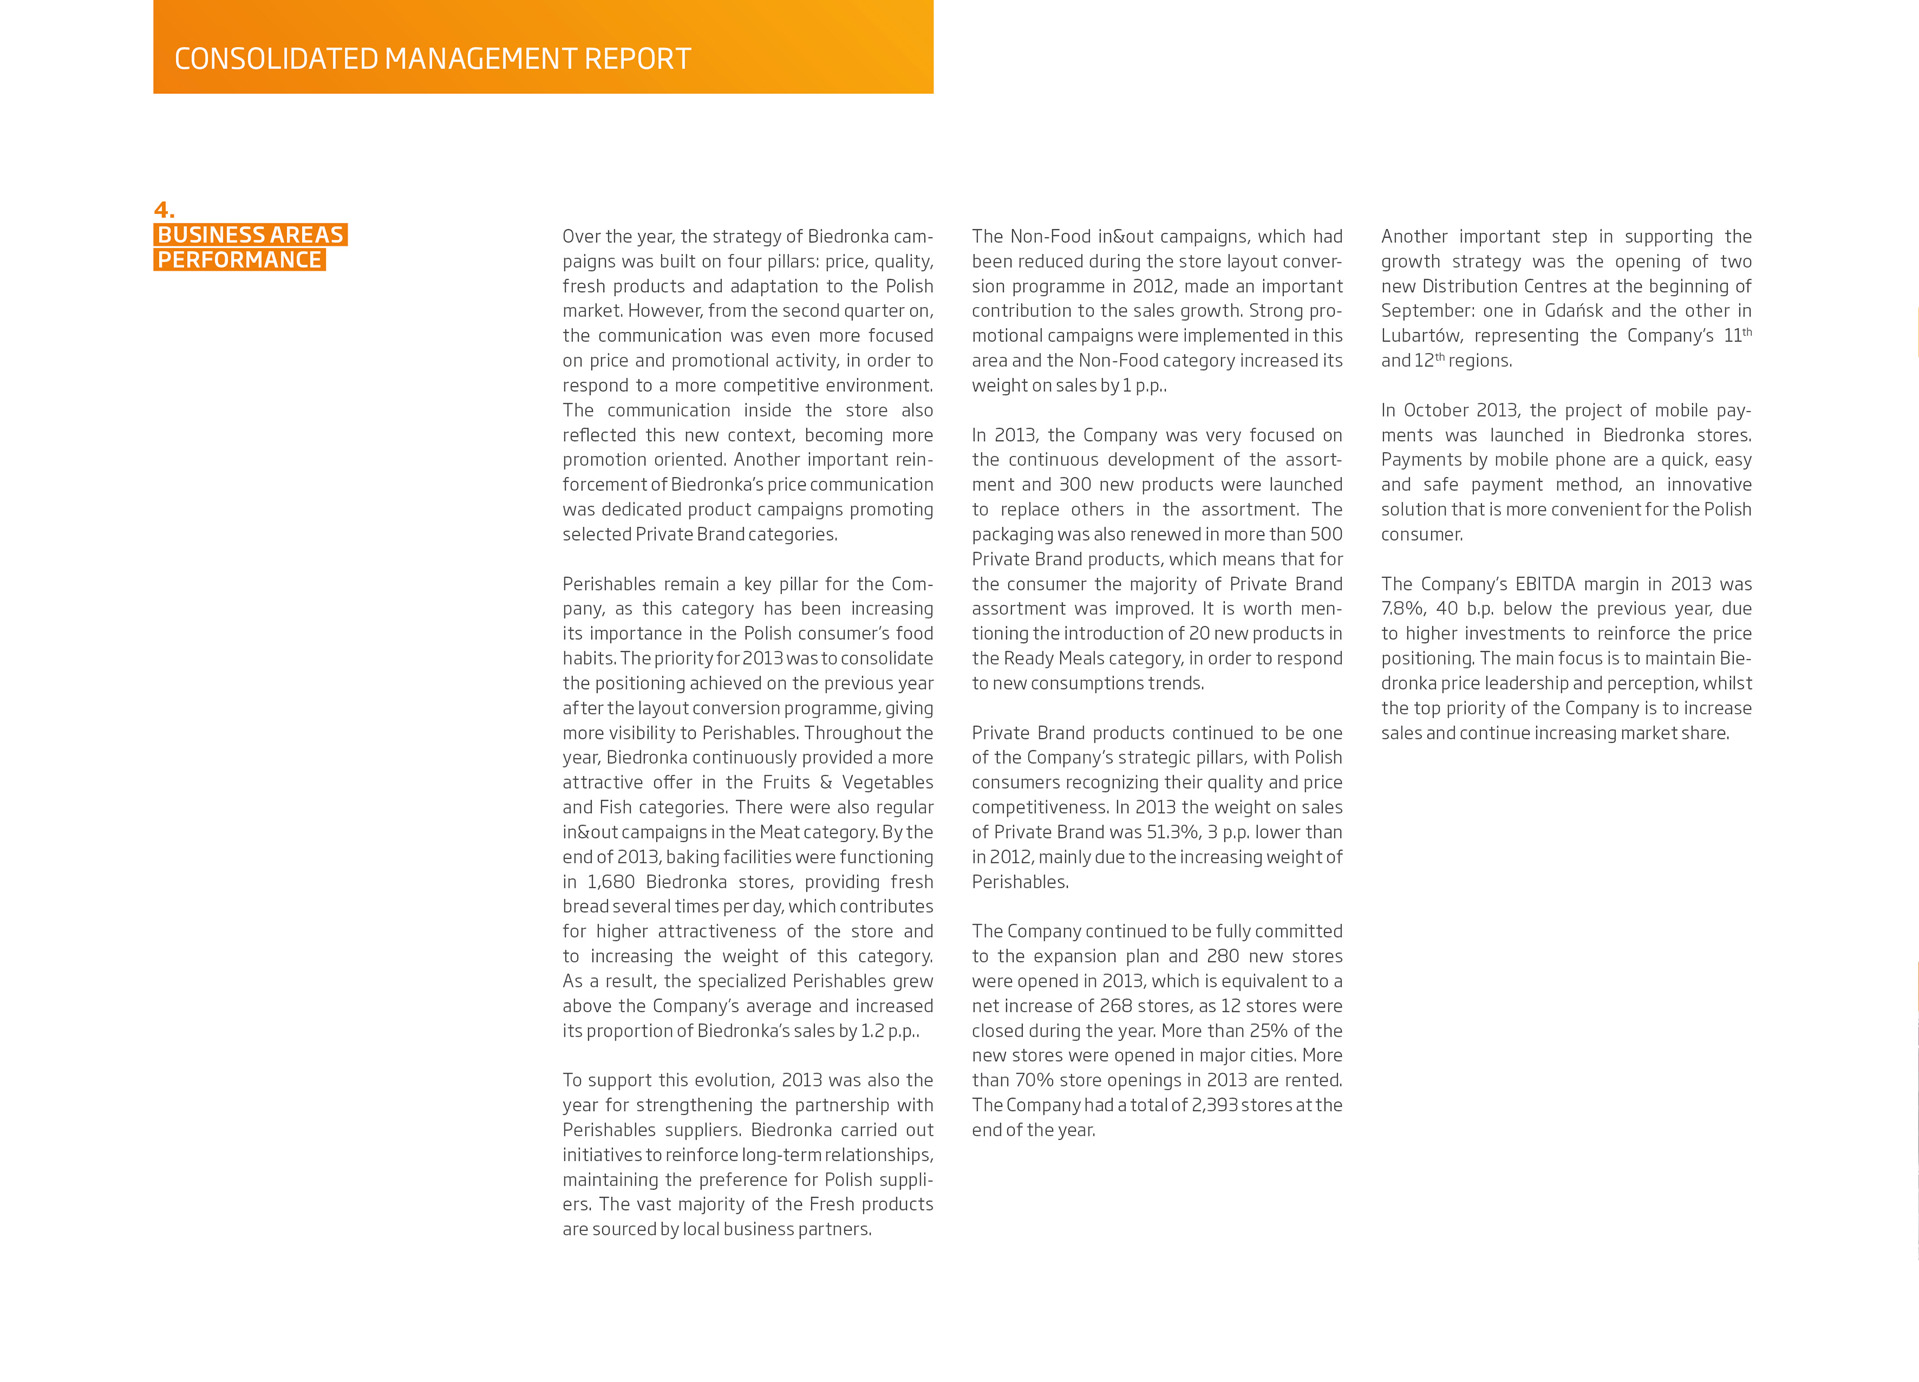 CONSOLIDATED MANAGEMENT REPORT
4.
BUSINESS AREAS
PERFORMANCE
Over the year, the strategy of Biedronka cam-
paigns was built on four pillars: price, quality,
fresh products and adaptation to the Polish
market. However, from the second quarter on,
the communication was even more focused
on price and promotional activity, in order to
respond to a more competitive environment.
The communication inside the store also
reflected this new context, becoming more
promotion oriented. Another important rein-
forcement of Biedronka's price communication
was dedicated product campaigns promoting
selected Private Brand categories.
Perishables remain a key pillar for the Com-
pany, as this category has been increasing
its importance in the Polish consumer's food
habits. The priority for 2013 was to consolidate
the positioning achieved on the previous year
after the layout conversion programme, giving
more visibility to Perishables. Throughout the
year, Biedronka continuously provided a more
attractive offer in the Fruits & Vegetables
and Fish categories. There were also regular
in&out campaigns in the Meat category. By the
end of 2013, baking facilities were functioning
in 1,680 Biedronka stores, providing fresh
bread several times per day, which contributes
for higher attractiveness of the store and
to increasing the weight of this category.
As a result, the specialized Perishables grew
above the Company's average and increased
its proportion of Biedronka's sales by 1.2 p.p..
To support this evolution, 2013 was also the
year for strengthening the partnership with
Perishables suppliers. Biedronka carried out
initiatives to reinforce long-term relationships,
maintaining the preference for Polish suppli-
ers. The vast majority of the Fresh products
are sourced by local business partners.
The Non-Food in&out campaigns, which had
been reduced during the store layout conver-
sion programme in 2012, made an important
contribution to the sales growth. Strong pro-
motional campaigns were implemented in this
area and the Non-Food category increased its
weight on sales by 1 p.p..
In 2013, the Company was very focused on
the continuous development of the assort-
ment and 300 new products were launched
to replace others in the assortment. The
packaging was also renewed in more than 500
Private Brand products, which means that for
the consumer the majority of Private Brand
assortment was improved. It is worth men-
tioning the introduction of 20 new products in
the Ready Meals category, in order to respond
to new consumptions trends.
Private Brand products continued to be one
of the Company's strategic pillars, with Polish
consumers recognizing their quality and price
competitiveness. In 2013 the weight on sales
of Private Brand was 51.3%, 3 p.p. lower than
in 2012, mainly due to the increasing weight of
Perishables.
The Company continued to be fully committed
to the expansion plan and 280 new stores
were opened in 2013, which is equivalent to a
net increase of 268 stores, as 12 stores were
closed during the year. More than 25% of the
new stores were opened in major cities. More
than 70% store openings in 2013 are rented.
The Company had a total of 2,393 stores at the
end of the year.
Another important step in supporting the
growth strategy was the opening of two
new Distribution Centres at the beginning of
September: one in Gdańsk and the other in
Lubartów, representing the Company's 11th
and 12th regions.
In October 2013, the project of mobile pay-
ments was launched in Biedronka stores.
Payments by mobile phone are a quick, easy
and safe payment method, an innovative
solution that is more convenient for the Polish
consumer.
The Company's EBITDA margin in 2013 was
7.8%, 40 b.p. below the previous year, due
to higher investments to reinforce the price
positioning. The main focus is to maintain Bie-
dronka price leadership and perception, whilst
the top priority of the Company is to increase
sales and continue increasing market share.